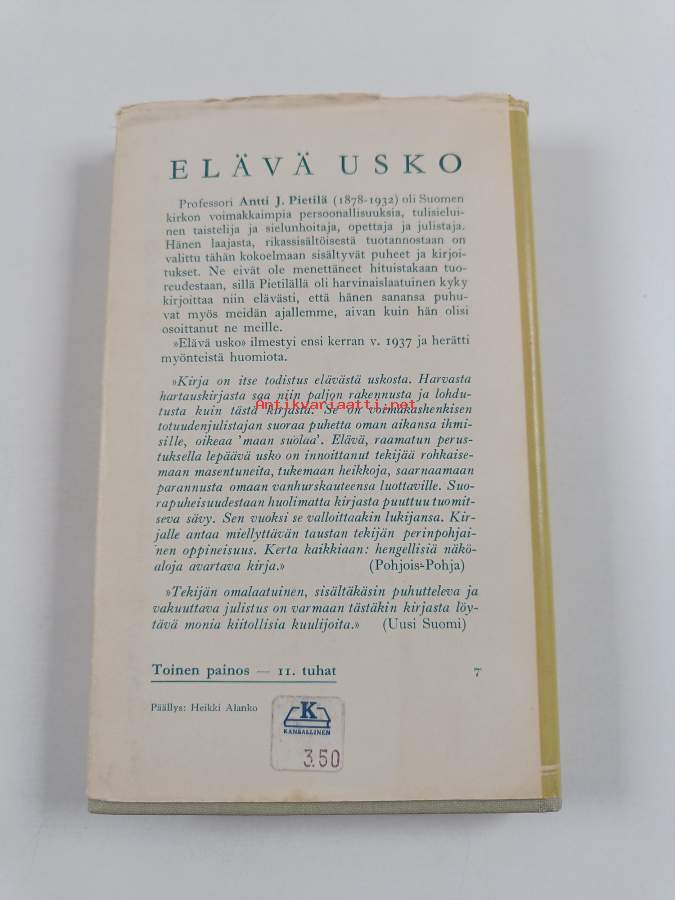 ELÄVÄ USKO
Professori Antti J. Pietilä (1878-1932) oli Suomen
kirkon voimakkaimpia persoonallisuuksia, tulisielui-
nen taistelija ja sielunhoitaja, opettaja ja julistaja.
Hänen laajasta, rikassisältöisestä tuotannostaan on
valittu tähän kokoelmaan sisältyvät puheet ja kirjoi-
tukset. Ne eivät ole menettäneet hituistakaan tuo-
reudestaan, sillä Pietilällä oli harvinaislaatuinen kyky
kirjoittaa niin elävästi, että hänen sanansa puhu-
vat myös meidän ajallemme, aivan kuin hän olisi
osoittanut ne meille.
»Elävä usko» ilmestyi ensi kerran v. 1937 ja herätti
myönteistä huomiota.
»Kirja on itse todistus elävästä uskosta. Harvasta
hartauskirjasta saa niin paljon rakennusta ja lohdu-
tusta kuin tästä kirjasta. Se on voimakashenkisen
Antikvariaatti.net
totuudenjulistajan suoraa puhetta oman aikansa ihmi-
sille, oikeaa 'maan suolaa'. Elävä, raamatun perus-
tuksella lepäävä usko on innoittanut tekijää rohkaise-
maan masentuneita, tukemaan heikkoja, saarnaamaan
parannusta omaan vanhurskauteensa luottaville. Suo-
rapuheisuudestaan huolimatta kirjasta puuttuu tuomit-
seva sävy. Sen vuoksi se valloittaakin lukijansa. Kir-
jalle antaa miellyttävän taustan tekijän perinpohjai-
nen oppineisuus. Kerta kaikkiaan: hengellisiä näkö-
aloja avartava kirja.» (Pohjois-Pohja)
»Tekijän omalaatuinen, sisältäkäsin puhutteleva ja
vakuuttava julistus on varmaan tästäkin kirjasta löy-
tävä monia kiitollisia kuulijoita.» (Uusi Suomi)
Toinen painos — 11. tuhat 7
Päällys: Heikki Alanko
K
KANSALLINEN
3.50